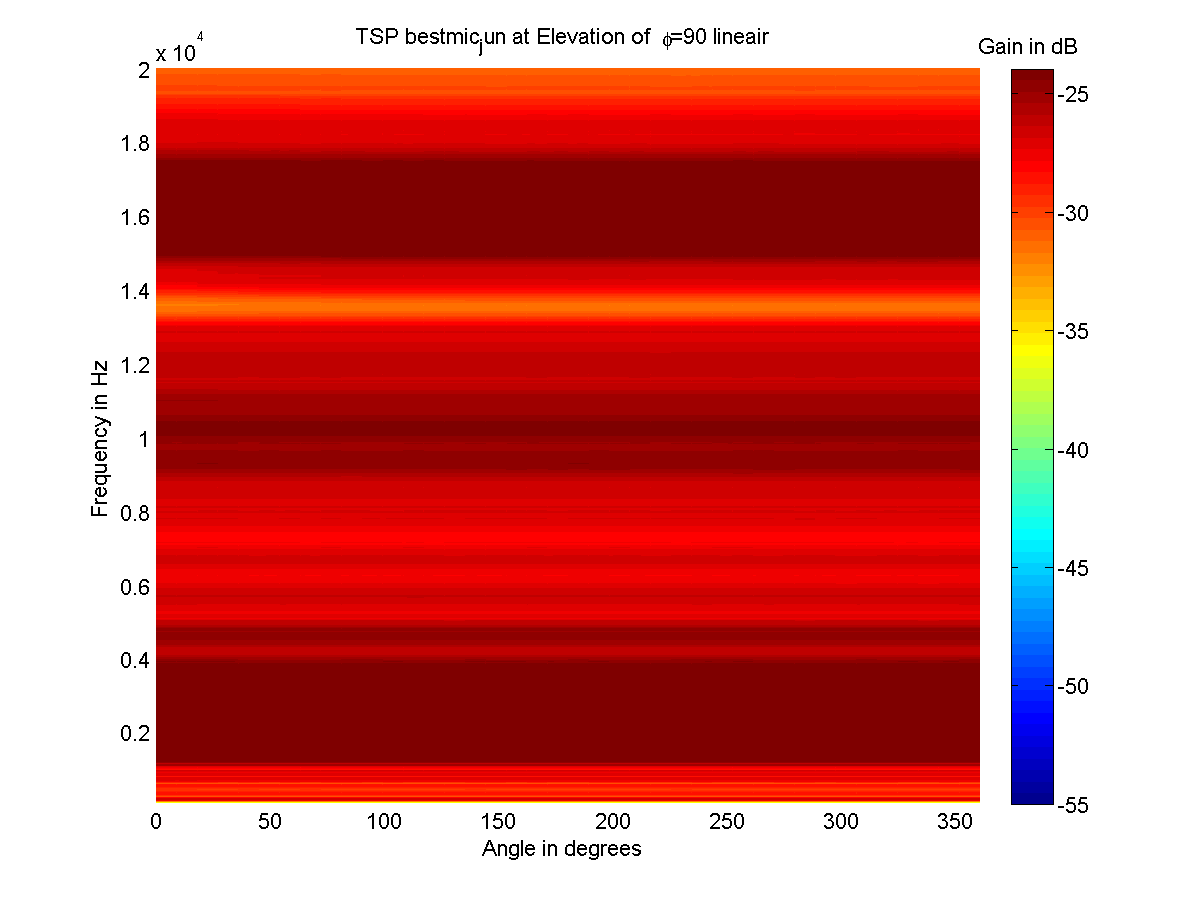 TSP bestmicjun at Elevation of ϕ=90 lineair
Gain in dB
x 10^4
2
1.8
1.6
1.4
1.2
1
0.8
0.6
0.4
0.2
Frequency in Hz
0 50 100 150 200 250 300 350
Angle in degrees
-25
-30
-35
-40
-45
-50
-55